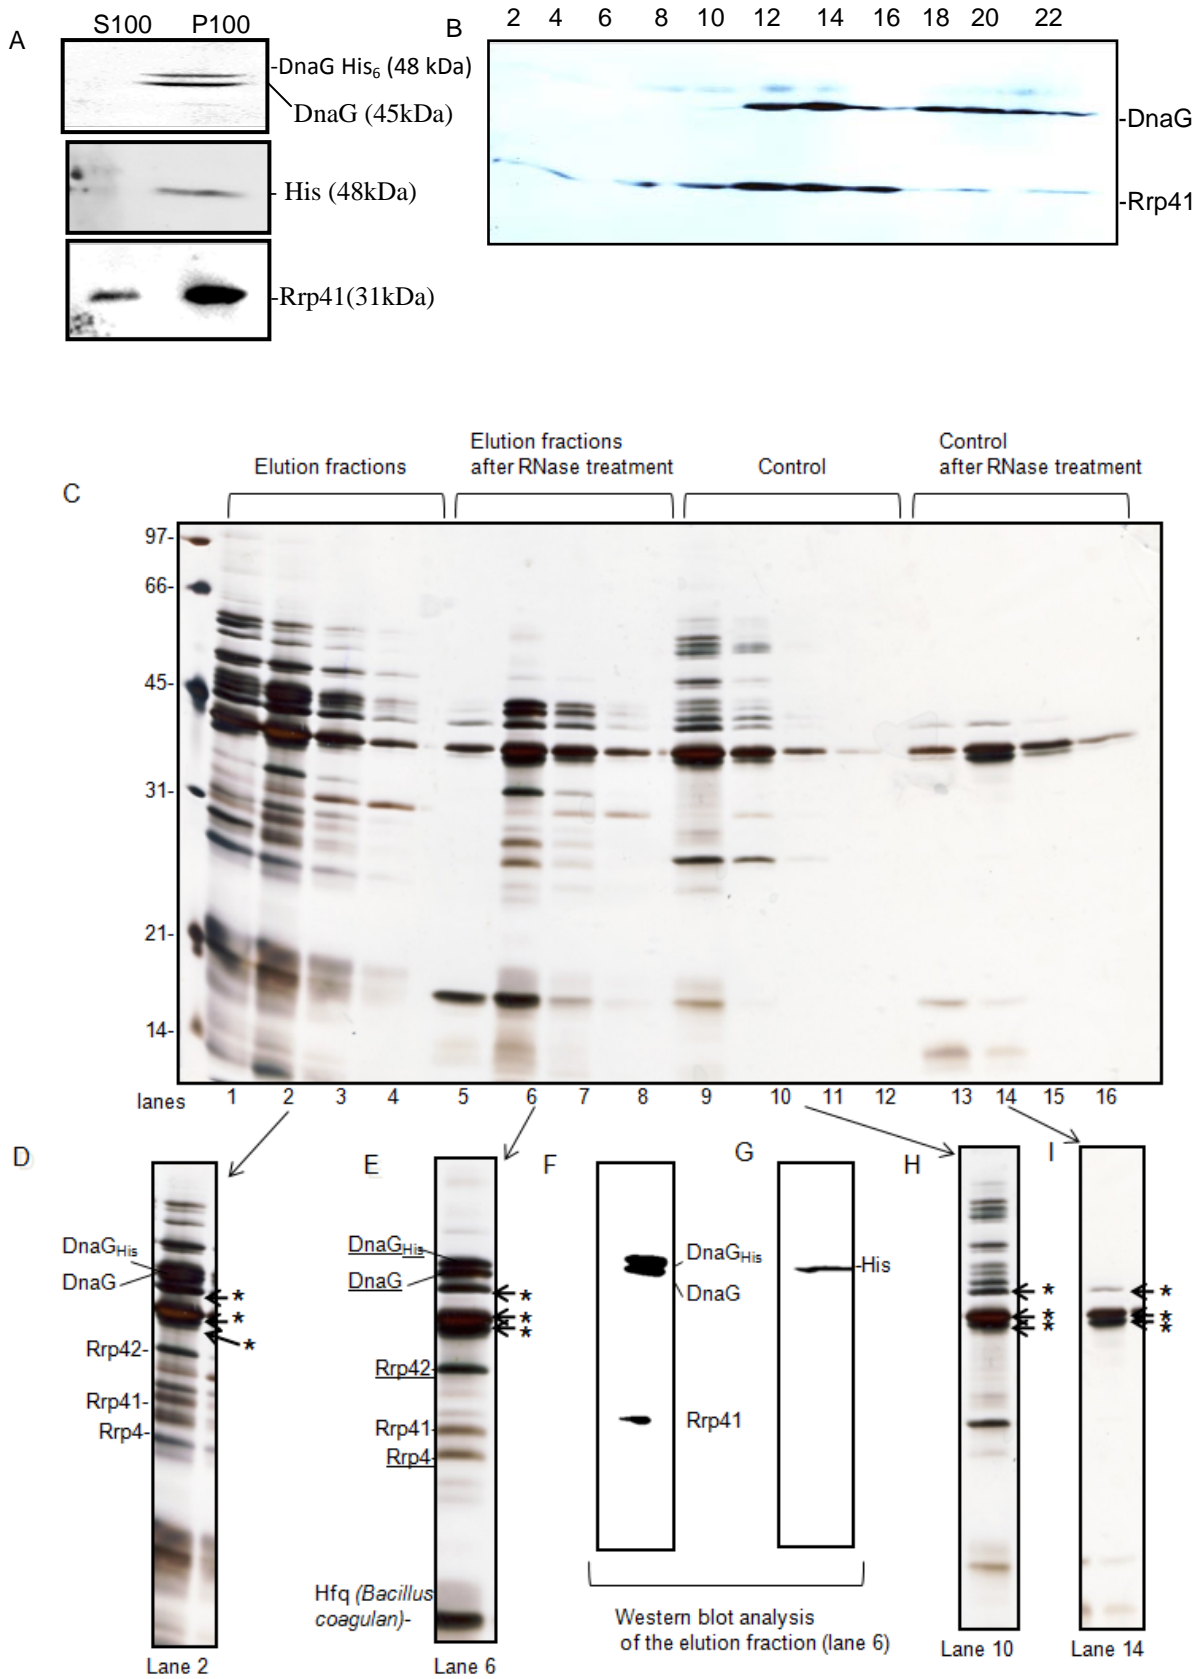 A
S100 P100
-DnaG His₆ (48 kDa)
DnaG (45kDa)
- His (48kDa)
-Rrp41(31kDa)
B
2 4 6 8 10 12 14 16 18 20 22
-DnaG
-Rrp41
C
Elution fractions
Elution fractions
after RNase treatment
Control
Control
after RNase treatment
97-
66-
45-
31-
21-
14-
lanes 1 2 3 4 5 6 7 8 9 10 11 12 13 14 15 16
D
DnaG_His
DnaG
*
*
*
Rrp42-
Rrp41-
Rrp4-
Lane 2
E
DnaG_His
DnaG
*
*
*
Rrp42-
Rrp41-
Rrp4-
Hfq (Bacillus
coagulan)-
Lane 6
F
DnaG_His
DnaG
Rrp41
G
-His
Western blot analysis
of the elution fraction (lane 6)
H
*
*
*
Lane 10
I
*
*
*
Lane 14